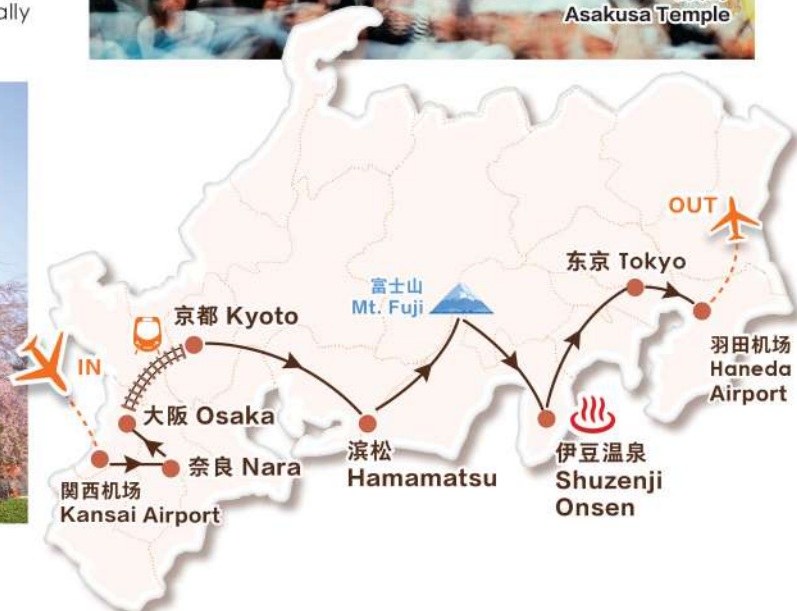 ally
Asakusa Temple
OUT
东京 Tokyo
富士山
Mt. Fuji
京都 Kyoto
IN
羽田机场
Haneda
Airport
大阪 Osaka
伊豆温泉
Shuzenji
Onsen
滨松
Hamamatsu
奈良 Nara
関西机场
Kansai Airport